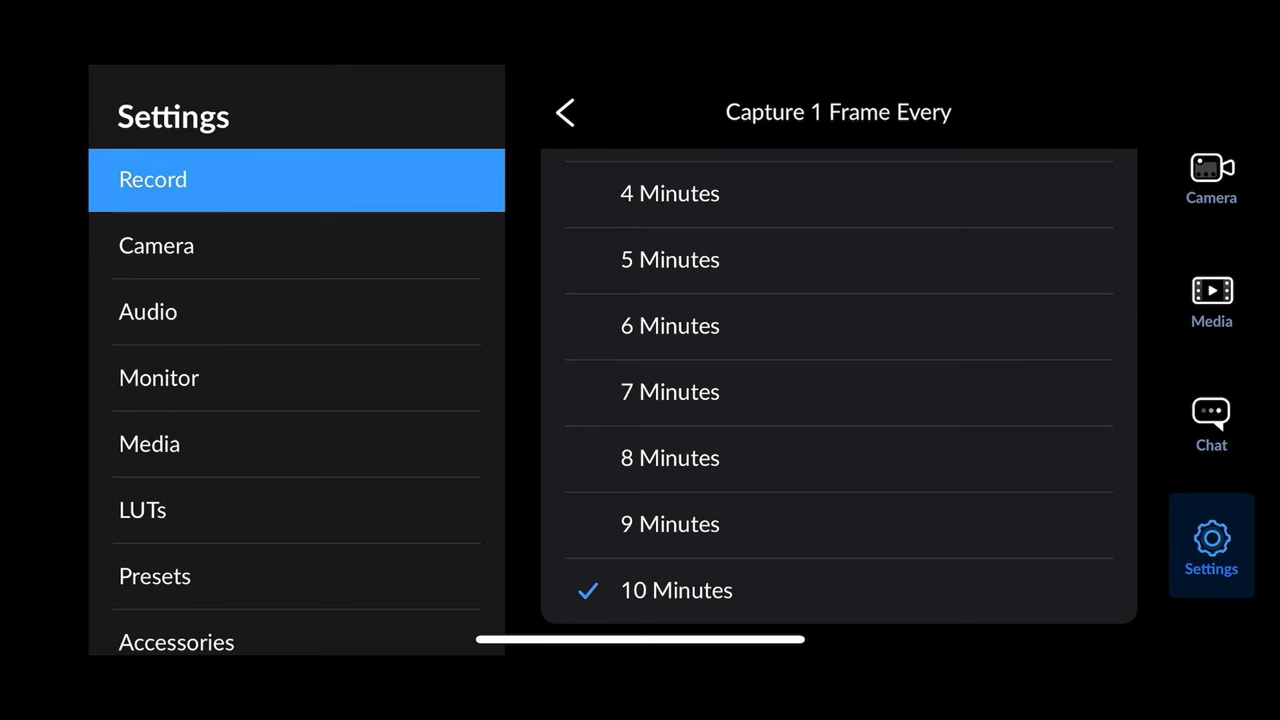 Settings
Record
Camera
Audio
Monitor
Media
LUTs
Presets
Accessories
Capture 1 Frame Every
4 Minutes
5 Minutes
6 Minutes
7 Minutes
8 Minutes
9 Minutes
10 Minutes
Camera
Media
Chat
Settings